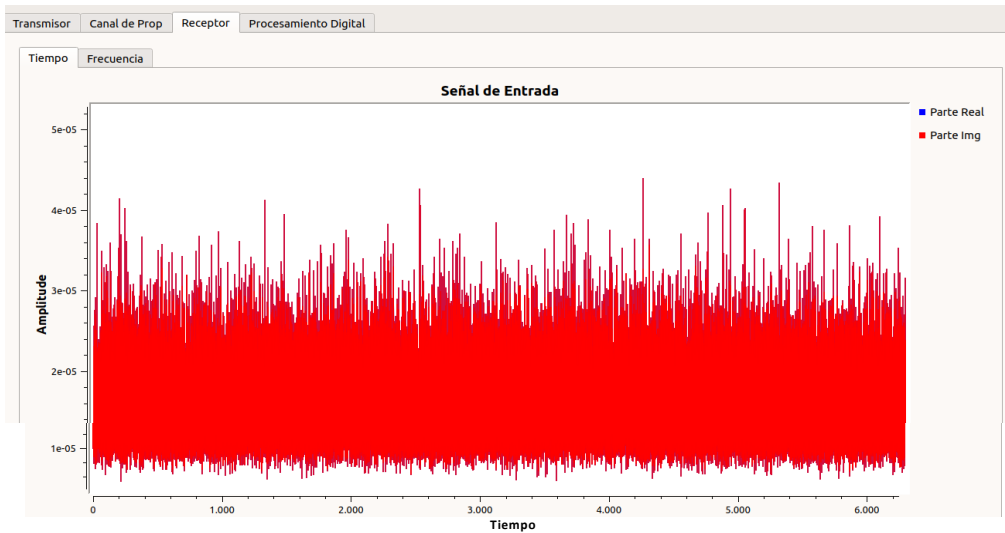 Transmisor Canal de Prop Receptor Procesamiento Digital
Tiempo Frecuencia
Señal de Entrada
Parte Real
Parte Img
Amplitude
5e-05
4e-05
3e-05
2e-05
1e-05
0 1.000 2.000 3.000 4.000 5.000 6.000
Tiempo